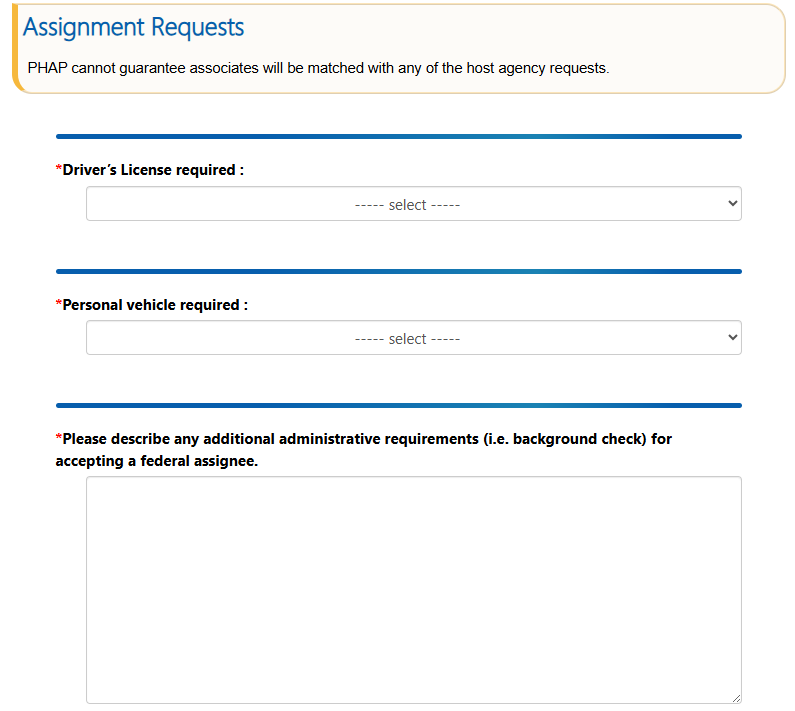 Assignment Requests
PHAP cannot guarantee associates will be matched with any of the host agency requests.
*Driver’s License required :
----- select -----
*Personal vehicle required :
----- select -----
*Please describe any additional administrative requirements (i.e. background check) for
accepting a federal assignee.